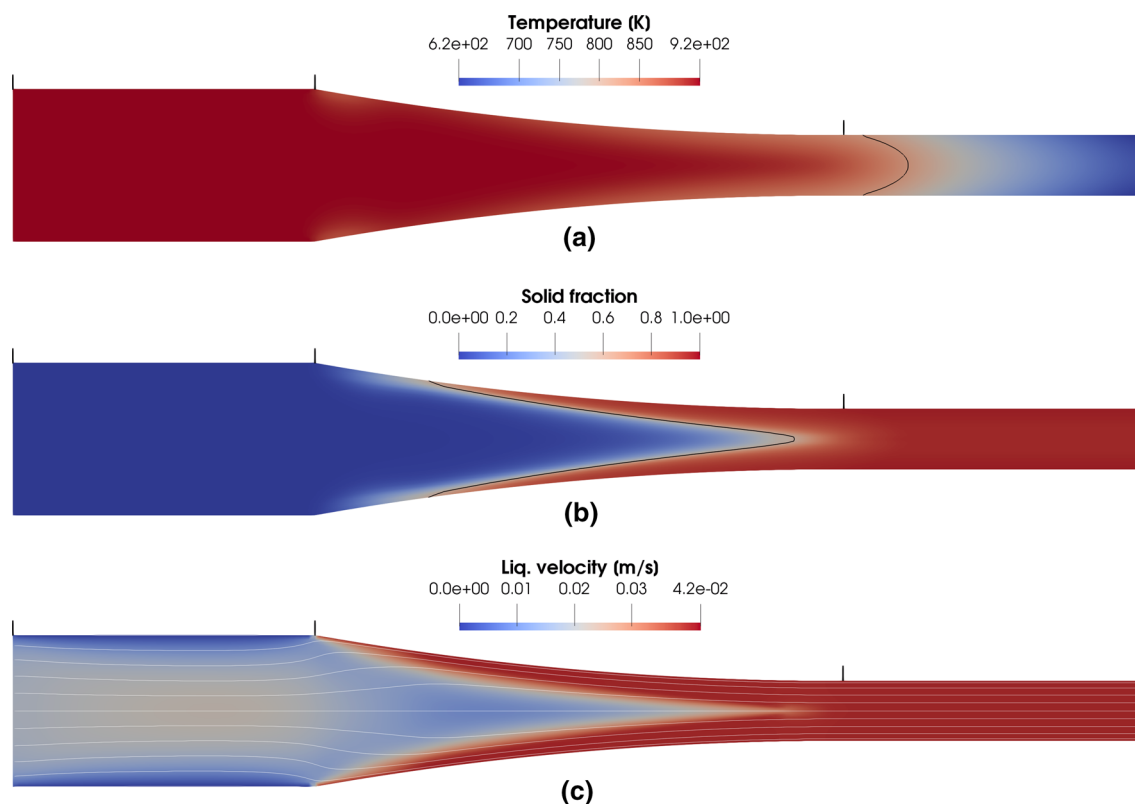 Temperature (K)
6.2e+02 700 750 800 850 9.2e+02
(a)
Solid fraction
0.0e+00 0.2 0.4 0.6 0.8 1.0e+00
(b)
Liq. velocity (m/s)
0.0e+00 0.01 0.02 0.03 4.2e-02
(c)